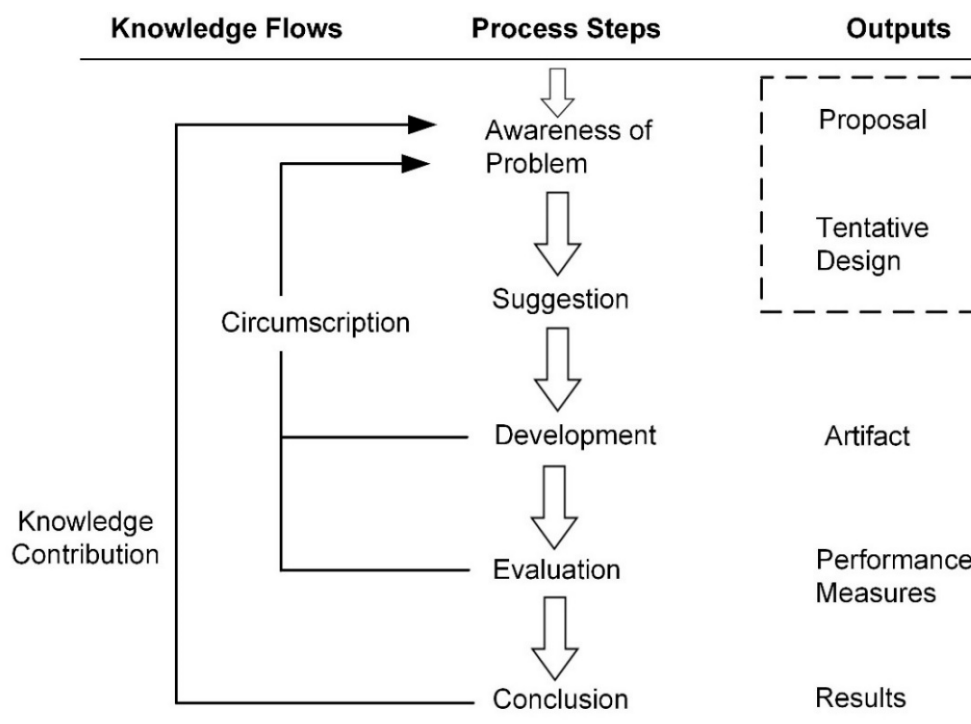 Knowledge Flows
Process Steps
Outputs
Awareness of
Problem
Proposal
Tentative
Design
Suggestion
Circumscription
Development
Artifact
Knowledge
Contribution
Evaluation
Performance
Measures
Conclusion
Results